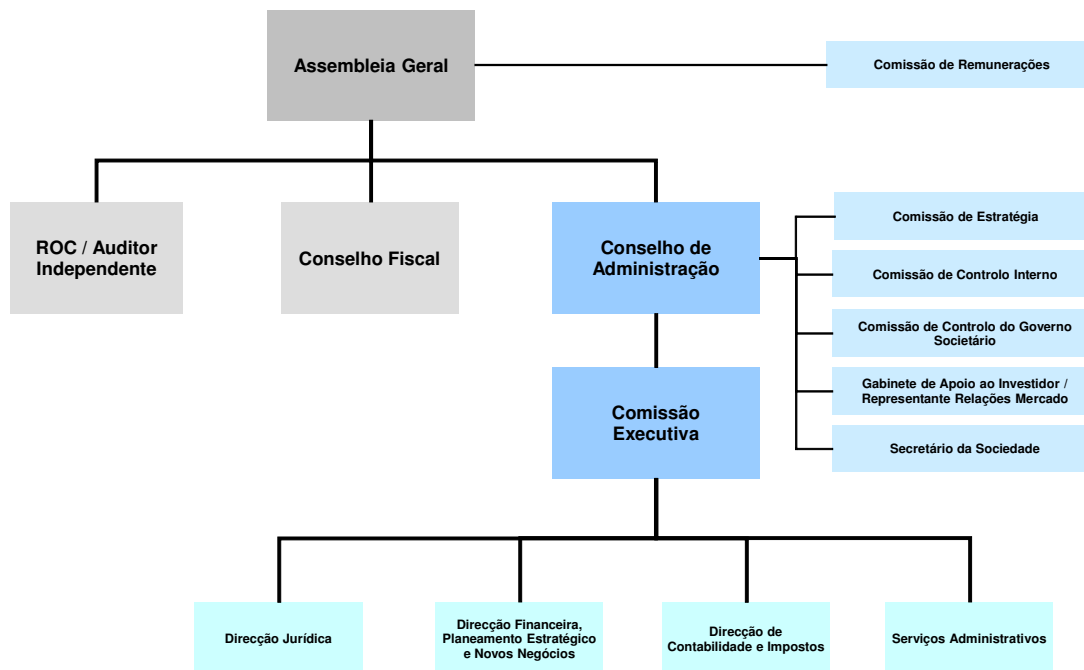 Assembleia Geral
Comissão de Remunerações
ROC / Auditor
Independente
Conselho Fiscal
Conselho de
Administração
Comissão de Estratégia
Comissão de Controlo Interno
Comissão de Controlo do Governo
Societário
Gabinete de Apoio ao Investidor /
Representante Relações Mercado
Secretário da Sociedade
Comissão
Executiva
Direcção Jurídica
Direcção Financeira,
Planeamento Estratégico
e Novos Negócios
Direcção de
Contabilidade e Impostos
Serviços Administrativos